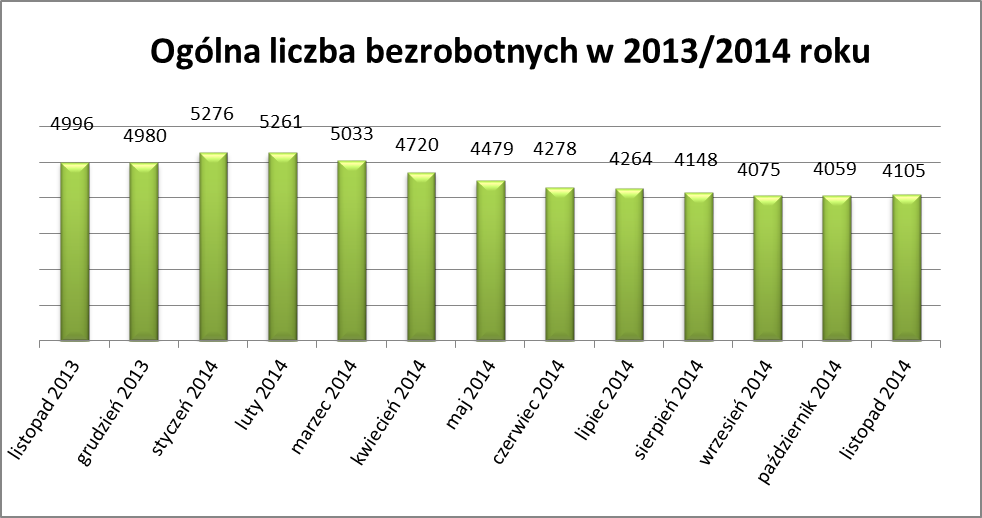 Ogólna liczba bezrobotnych w 2013/2014 roku
4996
4980
5276
5261
5033
4720
4479
4278
4264
4148
4075
4059
4105
listopad 2013
grudzień 2013
styczeń 2014
luty 2014
marzec 2014
kwiecień 2014
maj 2014
czerwiec 2014
lipiec 2014
sierpień 2014
wrzesień 2014
październik 2014
listopad 2014